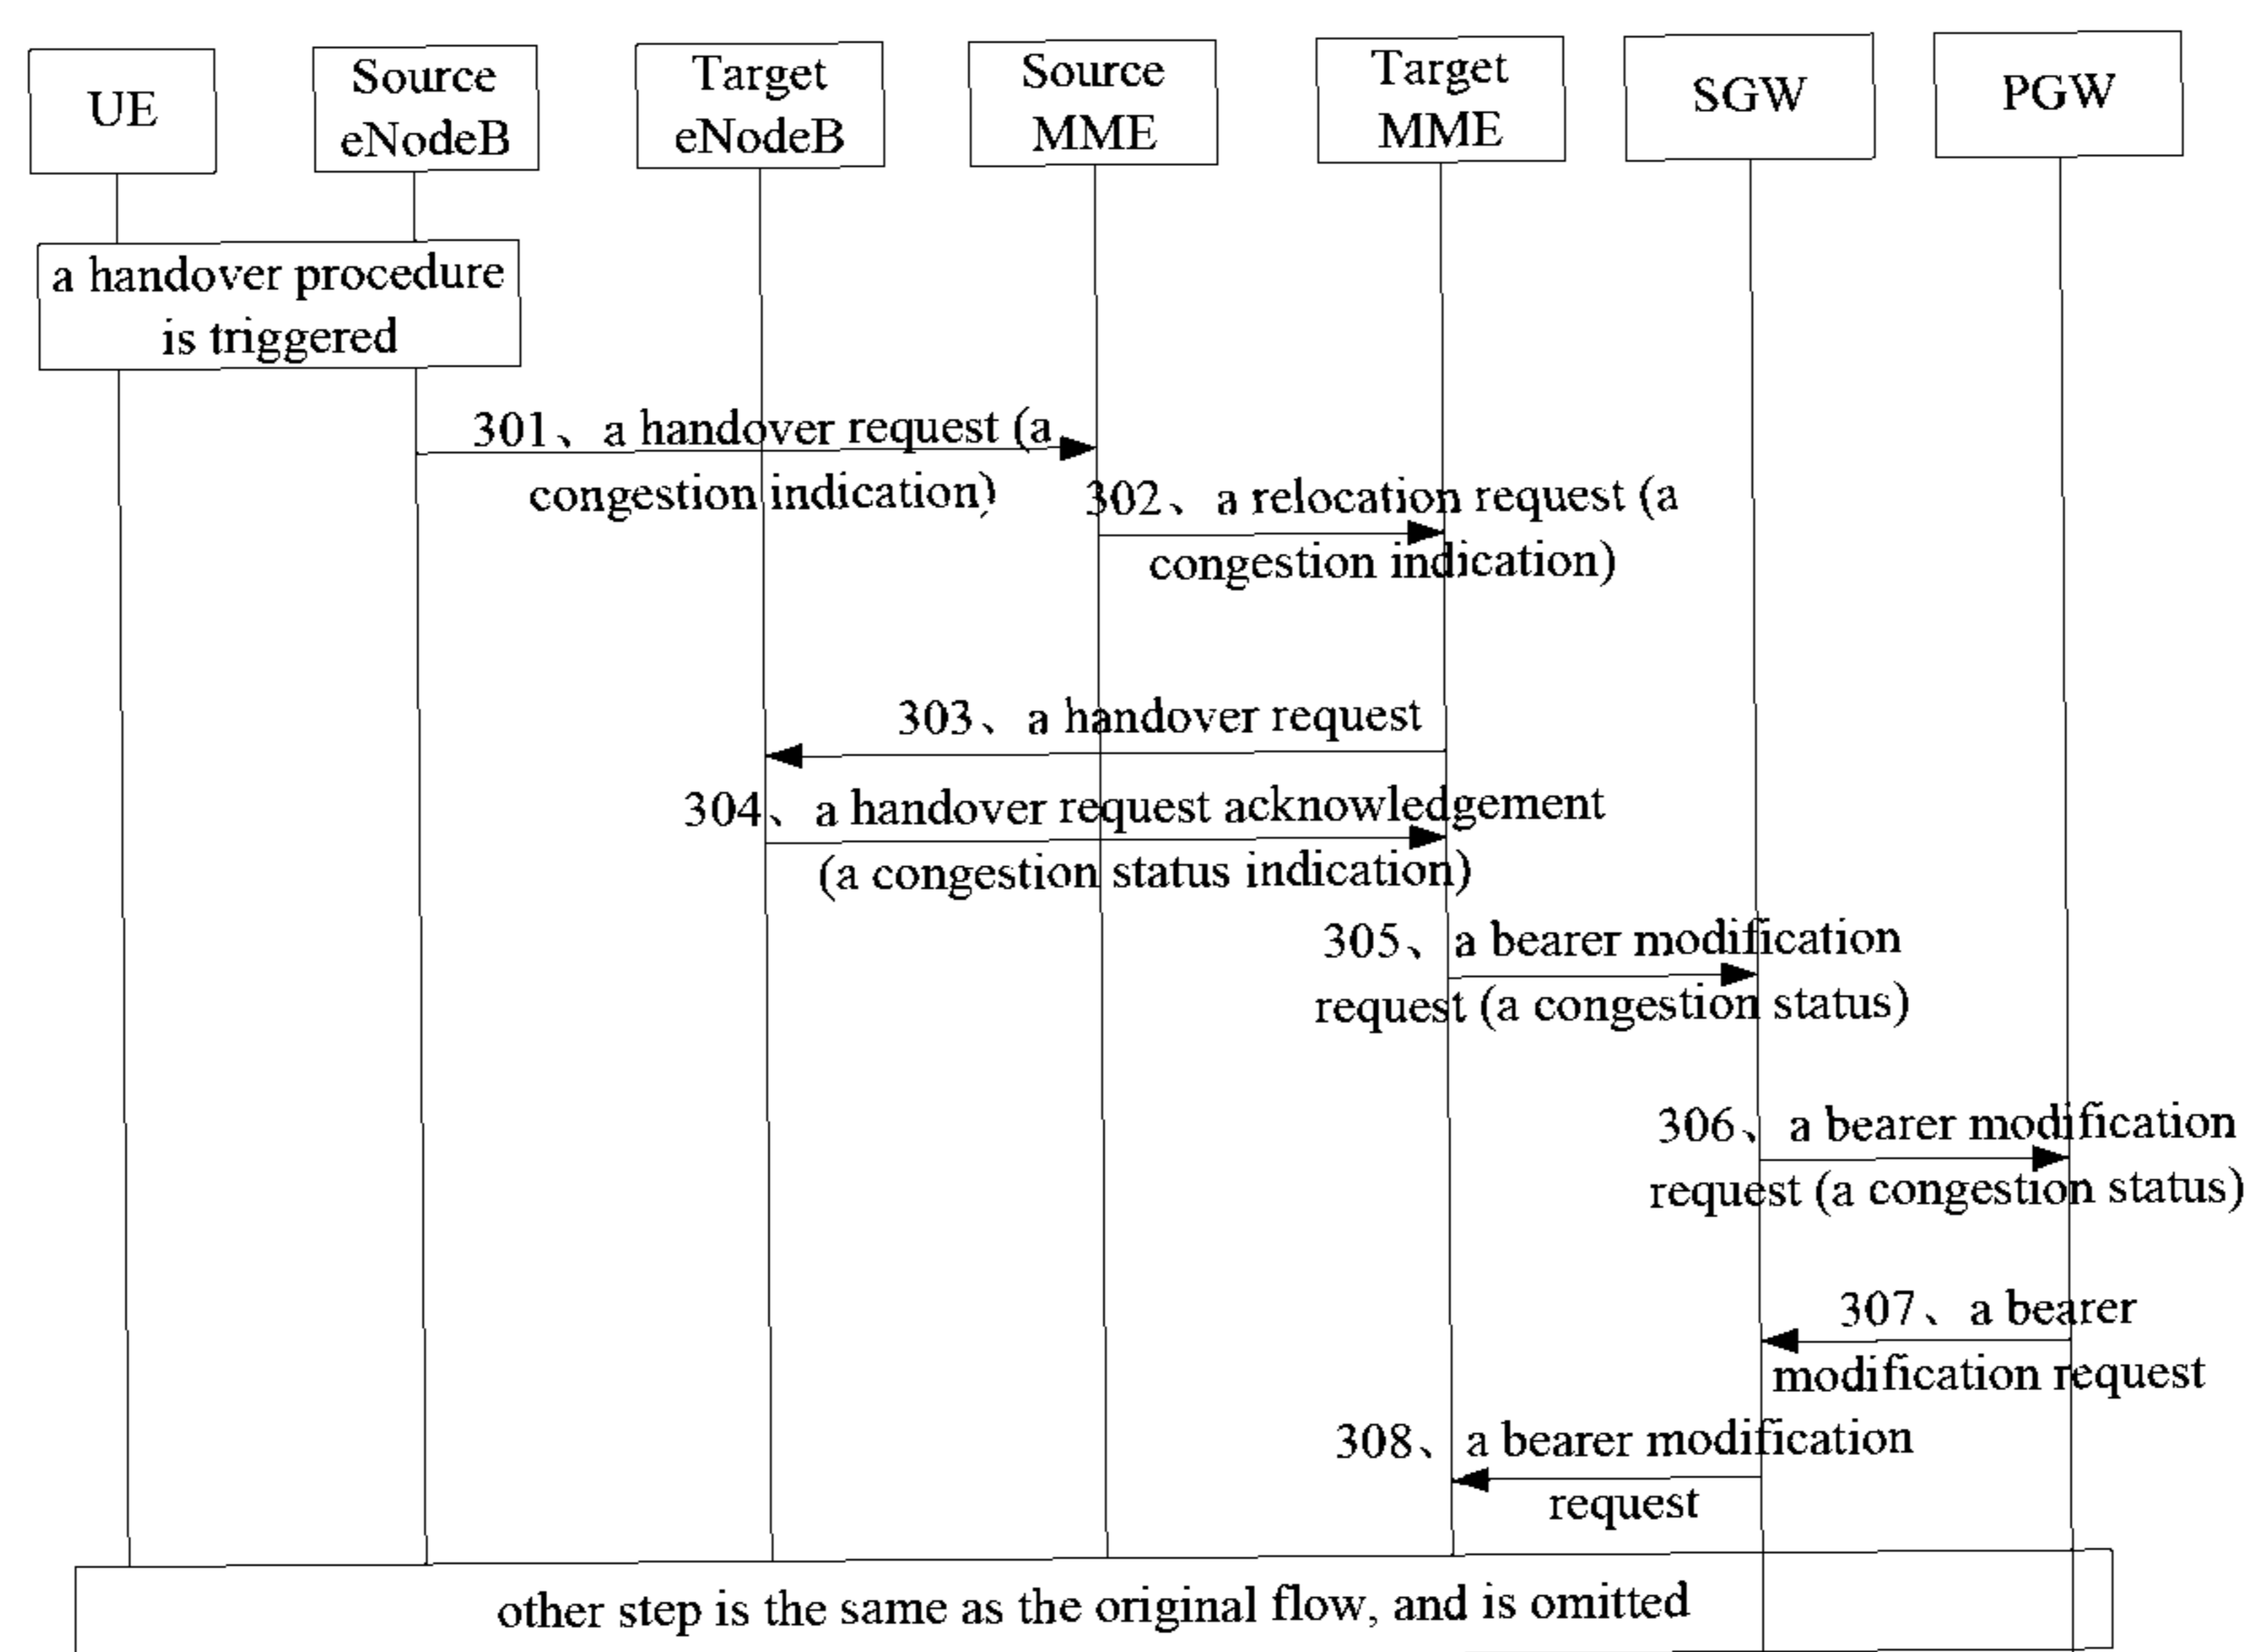 UE
Source
eNodeB
Target
eNodeB
Source
MME
Target
MME
SGW
PGW
a handover procedure
is triggered
301、a handover request (a
congestion indication)
302、a relocation request (a
congestion indication)
303、a handover request
304、a handover request acknowledgement
(a congestion status indication)
305、a bearer modification
request (a congestion status)
306、a bearer modification
request (a congestion status)
307、a bearer
modification request
308、a bearer modification
request
other step is the same as the original flow, and is omitted